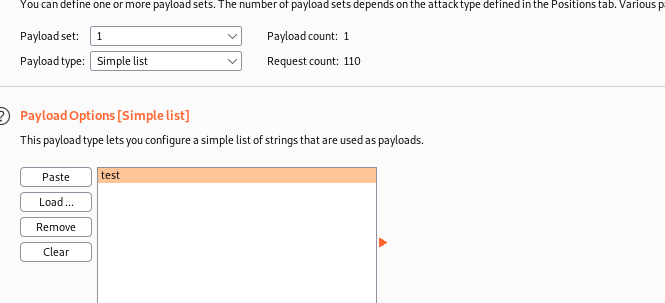 You can define one or more payload sets. The number of payload sets depends on the attack type defined in the Positions tab. Various
Payload set: 1 Payload count: 1
Payload type: Simple list Request count: 110
? Payload Options [Simple list]
This payload type lets you configure a simple list of strings that are used as payloads.
Paste test
Load ...
Remove
Clear